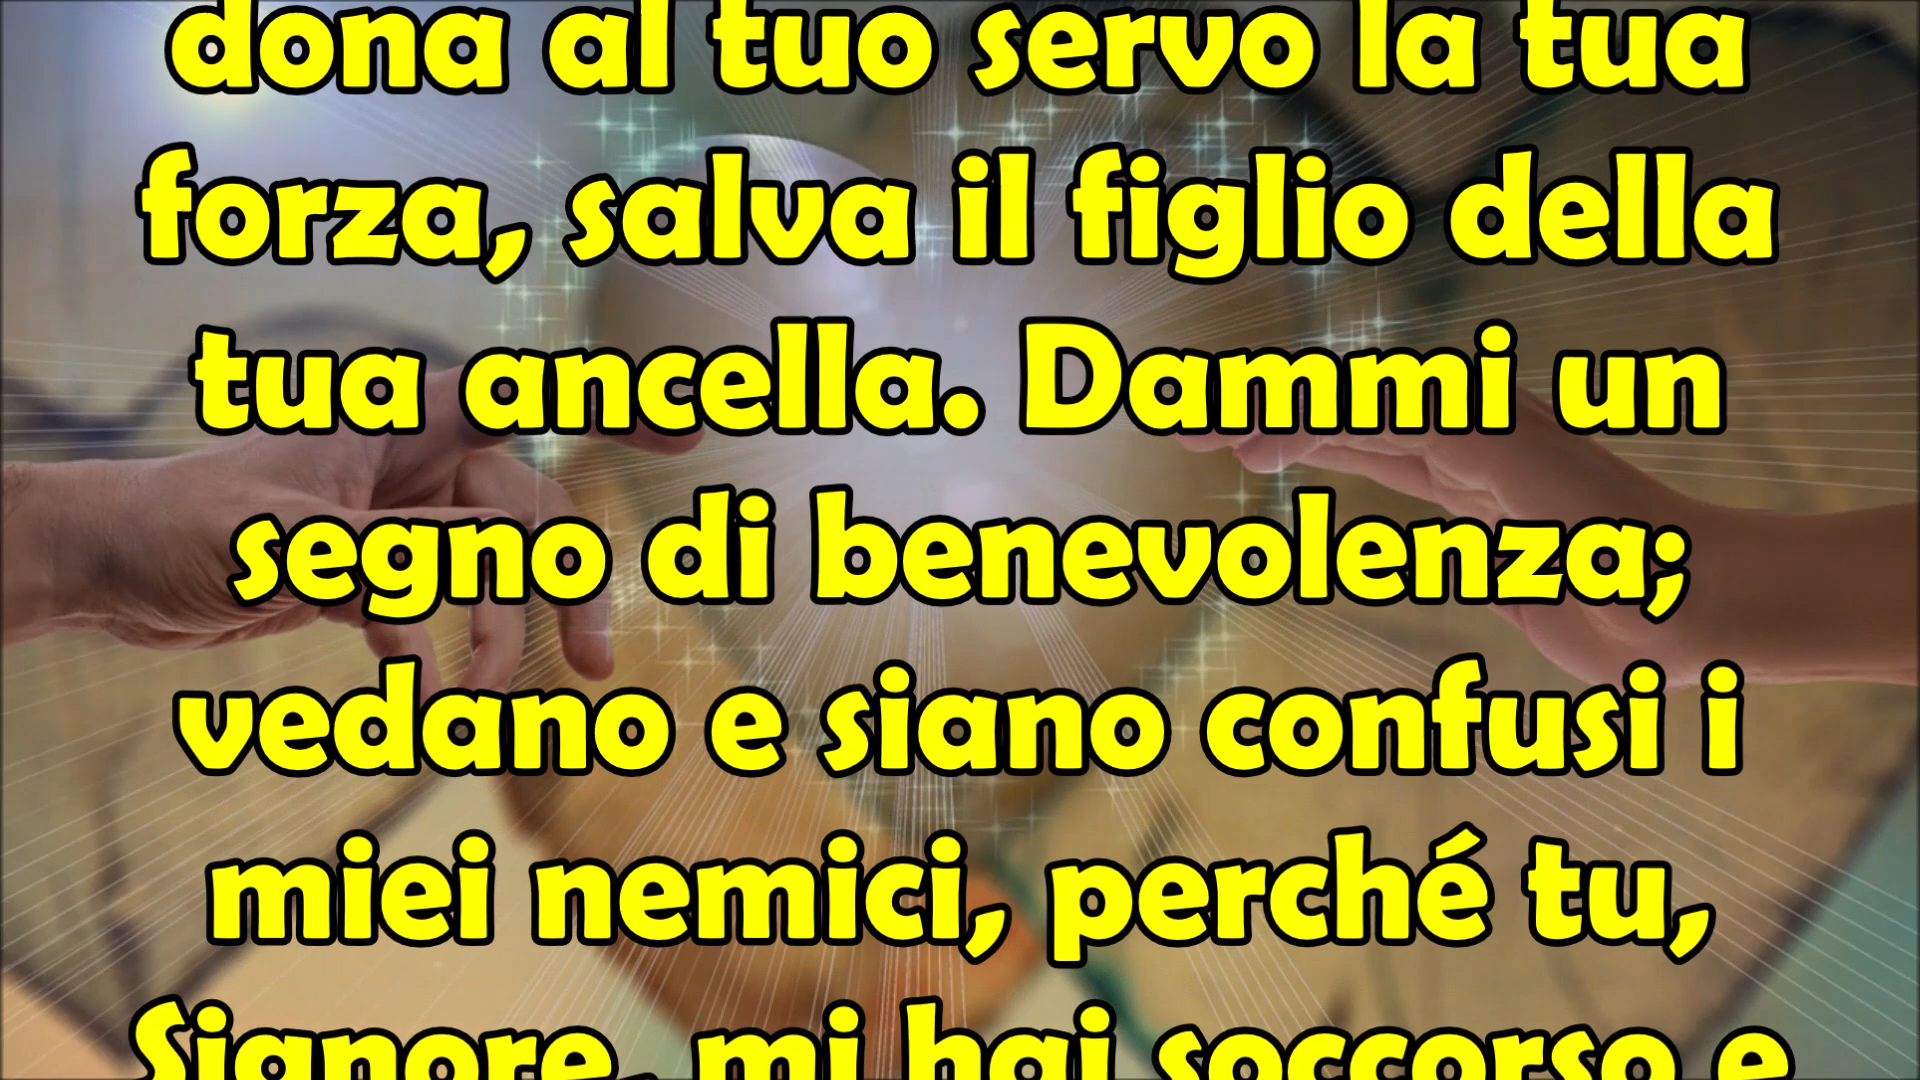 dona al tuo servo la tua
forza, salva il figlio della
tua ancella. Dammi un
segno di benevolenza;
vedano e siano confusi i
miei nemici, perché tu,
Signore, mi hai soccorso e